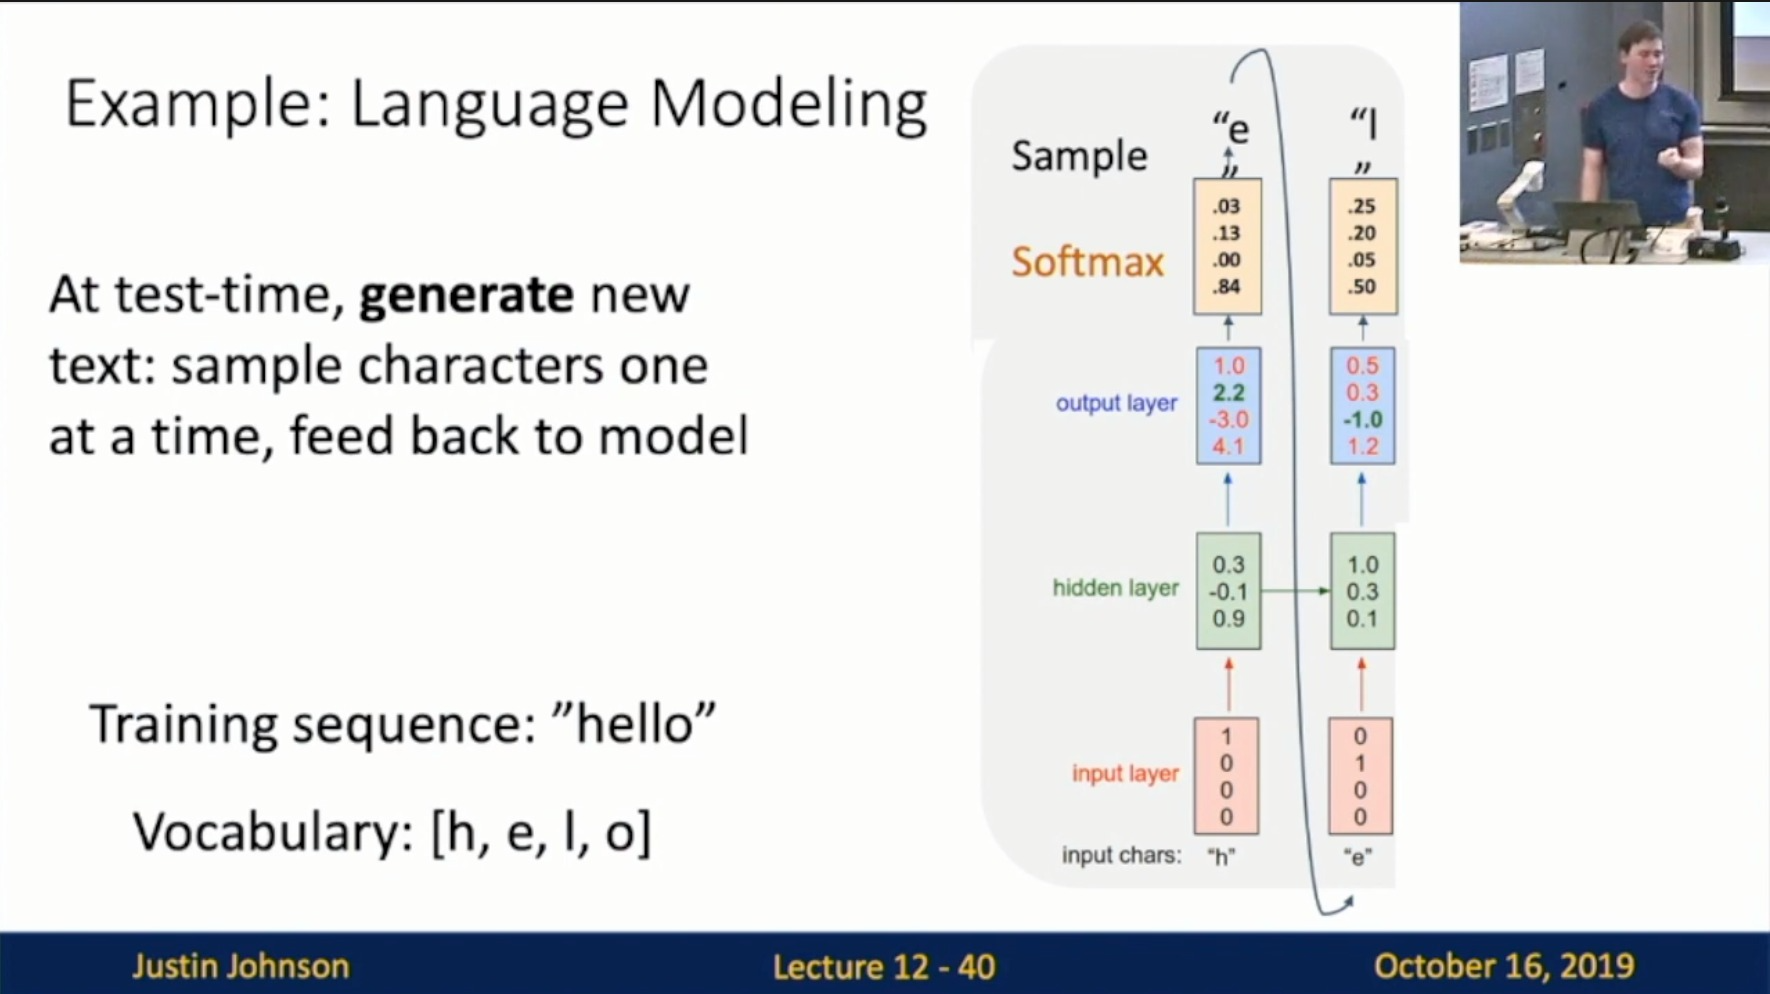 Example: Language Modeling
At test-time, generate new
text: sample characters one
at a time, feed back to model
Training sequence: ”hello”
Vocabulary: [h, e, l, o]
Sample
“e
”
“l
”
Softmax
.03
.13
.00
.84
.25
.20
.05
.50
output layer
1.0
2.2
-3.0
4.1
0.5
0.3
-1.0
1.2
hidden layer
0.3
-0.1
0.9
1.0
0.3
0.1
input layer
1
0
0
0
0
1
0
0
input chars: “h” “e”
Justin Johnson
Lecture 12 - 40
October 16, 2019